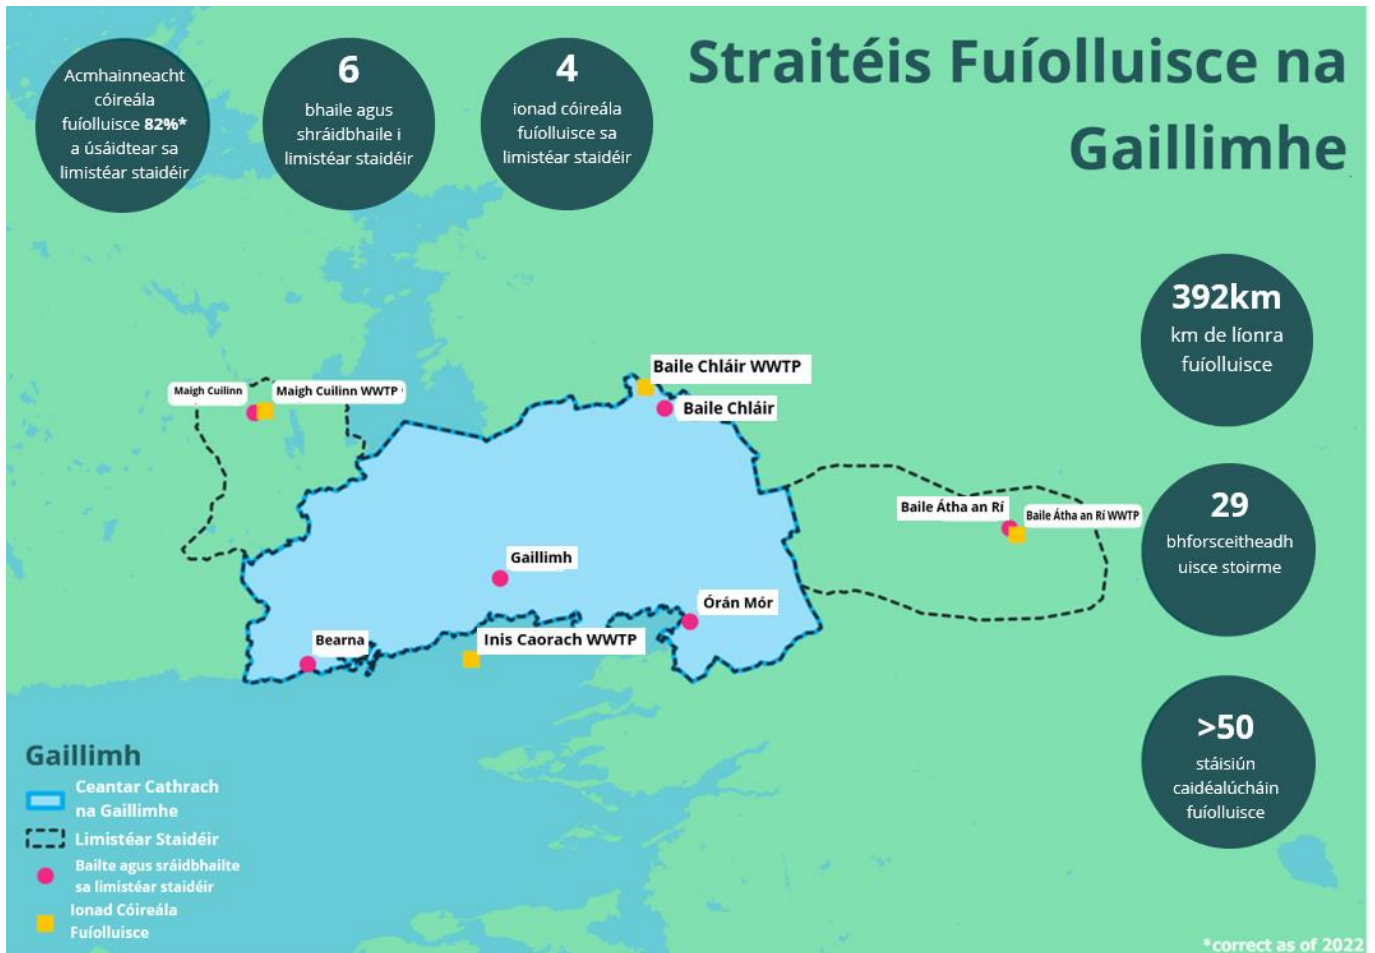 Straitéis Fuíolluisce na
Gaillimhe
Acmhainneacht
cóireála
fuíolluisce 82%*
a úsáidtear sa
limistéar staidéir
6
bhaile agus
shráidbhaile i
limistéar staidéir
4
ionad cóireála
fuíolluisce sa
limistéar staidéir
392km
km de líonra
fuíolluisce
29
bhforsceitheadh
uisce stoirme
>50
stáisiún
caidéalúcháin
fuíolluisce
Maigh Cuilinn
Maigh Cuilinn WWTP
Baile Chláir WWTP
Baile Chláir
Baile Átha an Rí
Baile Átha an Rí WWTP
Gaillimh
Órán Mór
Bearna
Inis Caorach WWTP
Gaillimh
Ceantar Cathrach
na Gaillimhe
Limistéar Staidéir
Bailte agus sráidbhailte
sa limistéar staidéir
Ionad Cóireála
Fuíolluisce
*correct as of 2022